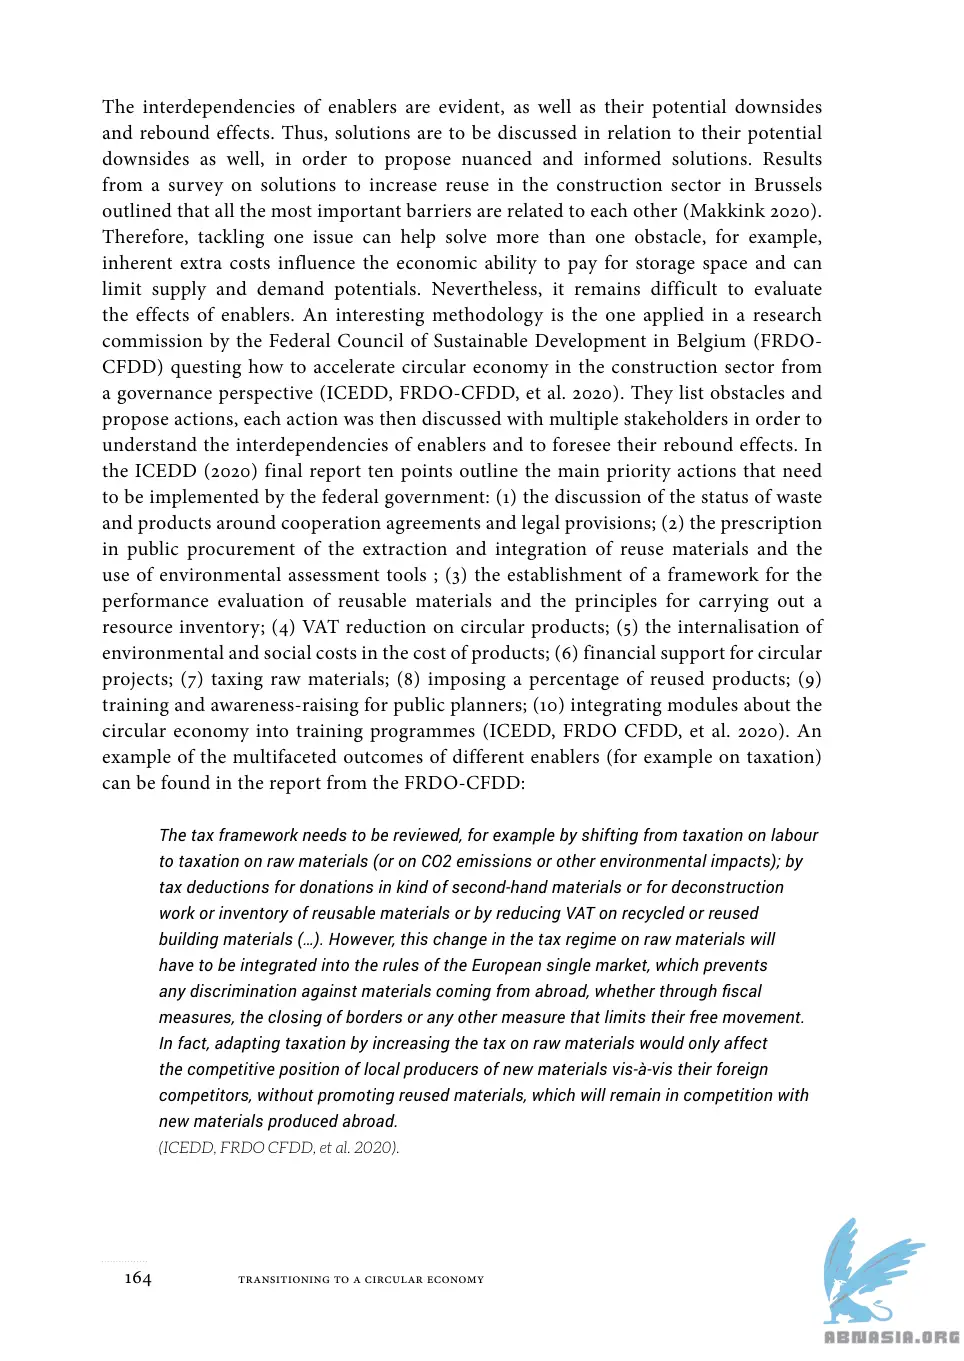 The interdependencies of enablers are evident, as well as their potential downsides
and rebound effects. Thus, solutions are to be discussed in relation to their potential
downsides as well, in order to propose nuanced and informed solutions. Results
from a survey on solutions to increase reuse in the construction sector in Brussels
outlined that all the most important barriers are related to each other (Makkink 2020).
Therefore, tackling one issue can help solve more than one obstacle, for example,
inherent extra costs influence the economic ability to pay for storage space and can
limit supply and demand potentials. Nevertheless, it remains difficult to evaluate
the effects of enablers. An interesting methodology is the one applied in a research
commission by the Federal Council of Sustainable Development in Belgium (FRDO-
CFDD) questing how to accelerate circular economy in the construction sector from
a governance perspective (ICEDD, FRDO-CFDD, et al. 2020). They list obstacles and
propose actions, each action was then discussed with multiple stakeholders in order to
understand the interdependencies of enablers and to foresee their rebound effects. In
the ICEDD (2020) final report ten points outline the main priority actions that need
to be implemented by the federal government: (1) the discussion of the status of waste
and products around cooperation agreements and legal provisions; (2) the prescription
in public procurement of the extraction and integration of reuse materials and the
use of environmental assessment tools ; (3) the establishment of a framework for the
performance evaluation of reusable materials and the principles for carrying out a
resource inventory; (4) VAT reduction on circular products; (5) the internalisation of
environmental and social costs in the cost of products; (6) financial support for circular
projects; (7) taxing raw materials; (8) imposing a percentage of reused products; (9)
training and awareness-raising for public planners; (10) integrating modules about the
circular economy into training programmes (ICEDD, FRDO CFDD, et al. 2020). An
example of the multifaceted outcomes of different enablers (for example on taxation)
can be found in the report from the FRDO-CFDD:
The tax framework needs to be reviewed, for example by shifting from taxation on labour
to taxation on raw materials (or on CO2 emissions or other environmental impacts); by
tax deductions for donations in kind of second-hand materials or for deconstruction
work or inventory of reusable materials or by reducing VAT on recycled or reused
building materials (…). However, this change in the tax regime on raw materials will
have to be integrated into the rules of the European single market, which prevents
any discrimination against materials coming from abroad, whether through fiscal
measures, the closing of borders or any other measure that limits their free movement.
In fact, adapting taxation by increasing the tax on raw materials would only affect
the competitive position of local producers of new materials vis-à-vis their foreign
competitors, without promoting reused materials, which will remain in competition with
new materials produced abroad.
(ICEDD, FRDO CFDD, et al. 2020).
164 TRANSITIONING TO A CIRCULAR ECONOMY
ABNASIA.ORG